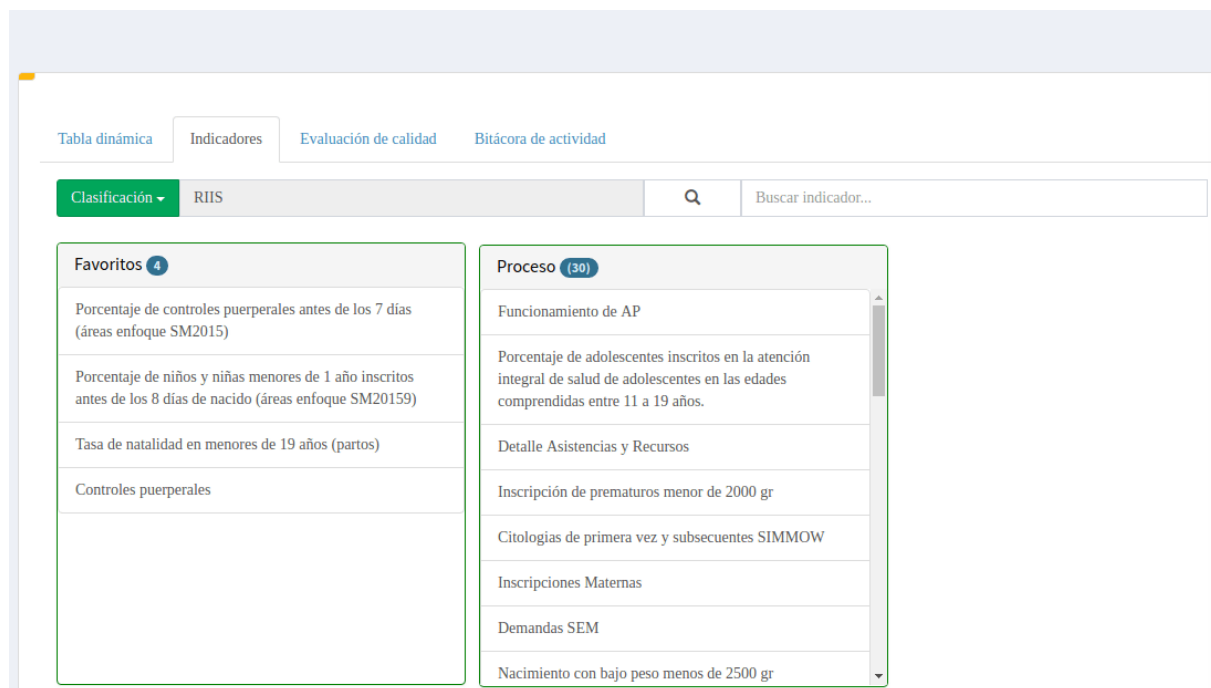 Tabla dinámica Indicadores Evaluación de calidad Bitácora de actividad
Clasificación RIIS Buscar indicador...
Favoritos 4
Porcentaje de controles puerperales antes de los 7 días
(áreas enfoque SM2015)
Porcentaje de niños y niñas menores de 1 año inscritos
antes de los 8 días de nacido (áreas enfoque SM20159)
Tasa de natalidad en menores de 19 años (partos)
Controles puerperales
Proceso (30)
Funcionamiento de AP
Porcentaje de adolescentes inscritos en la atención
integral de salud de adolescentes en las edades
comprendidas entre 11 a 19 años.
Detalle Asistencias y Recursos
Inscripción de prematuros menor de 2000 gr
Citologias de primera vez y subsecuentes SIMMOW
Inscripciones Maternas
Demandas SEM
Nacimiento con bajo peso menos de 2500 gr